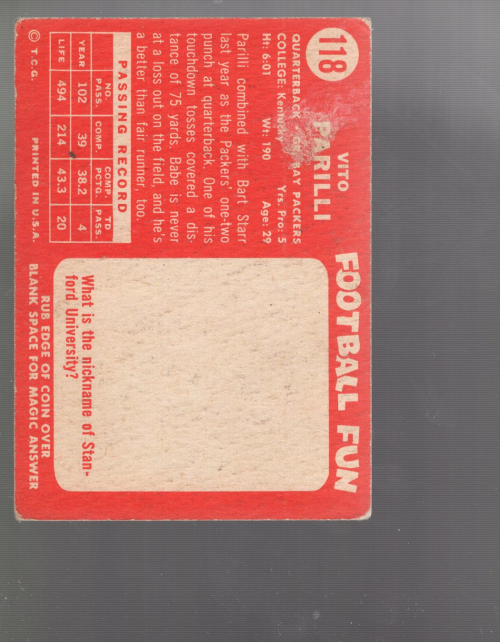 118
VITO
PARILLI
QUARTERBACK GR. BAY PACKERS
COLLEGE: Kentucky Yrs. Pro: 5
Ht: 6:01 Wt: 190 Age: 29
Parilli combined with Bart Starr
last year as the Packers' one-two
punch at quarterback. One of his
touchdown tosses covered a dis-
tance of 75 yards. Babe is never
at a loss out on the field, and he's
a better than fair runner, too.
PASSING RECORD
YEAR NO. PASS. COMP. COMP. PCTG. TD PASS.
YEAR 102 39 38.2 4
LIFE 494 214 43.3 20
© T.C.G. PRINTED IN U.S.A.
FOOTBALL FUN
What is the nickname of Stan-
ford University?
RUB EDGE OF COIN OVER
BLANK SPACE FOR MAGIC ANSWER